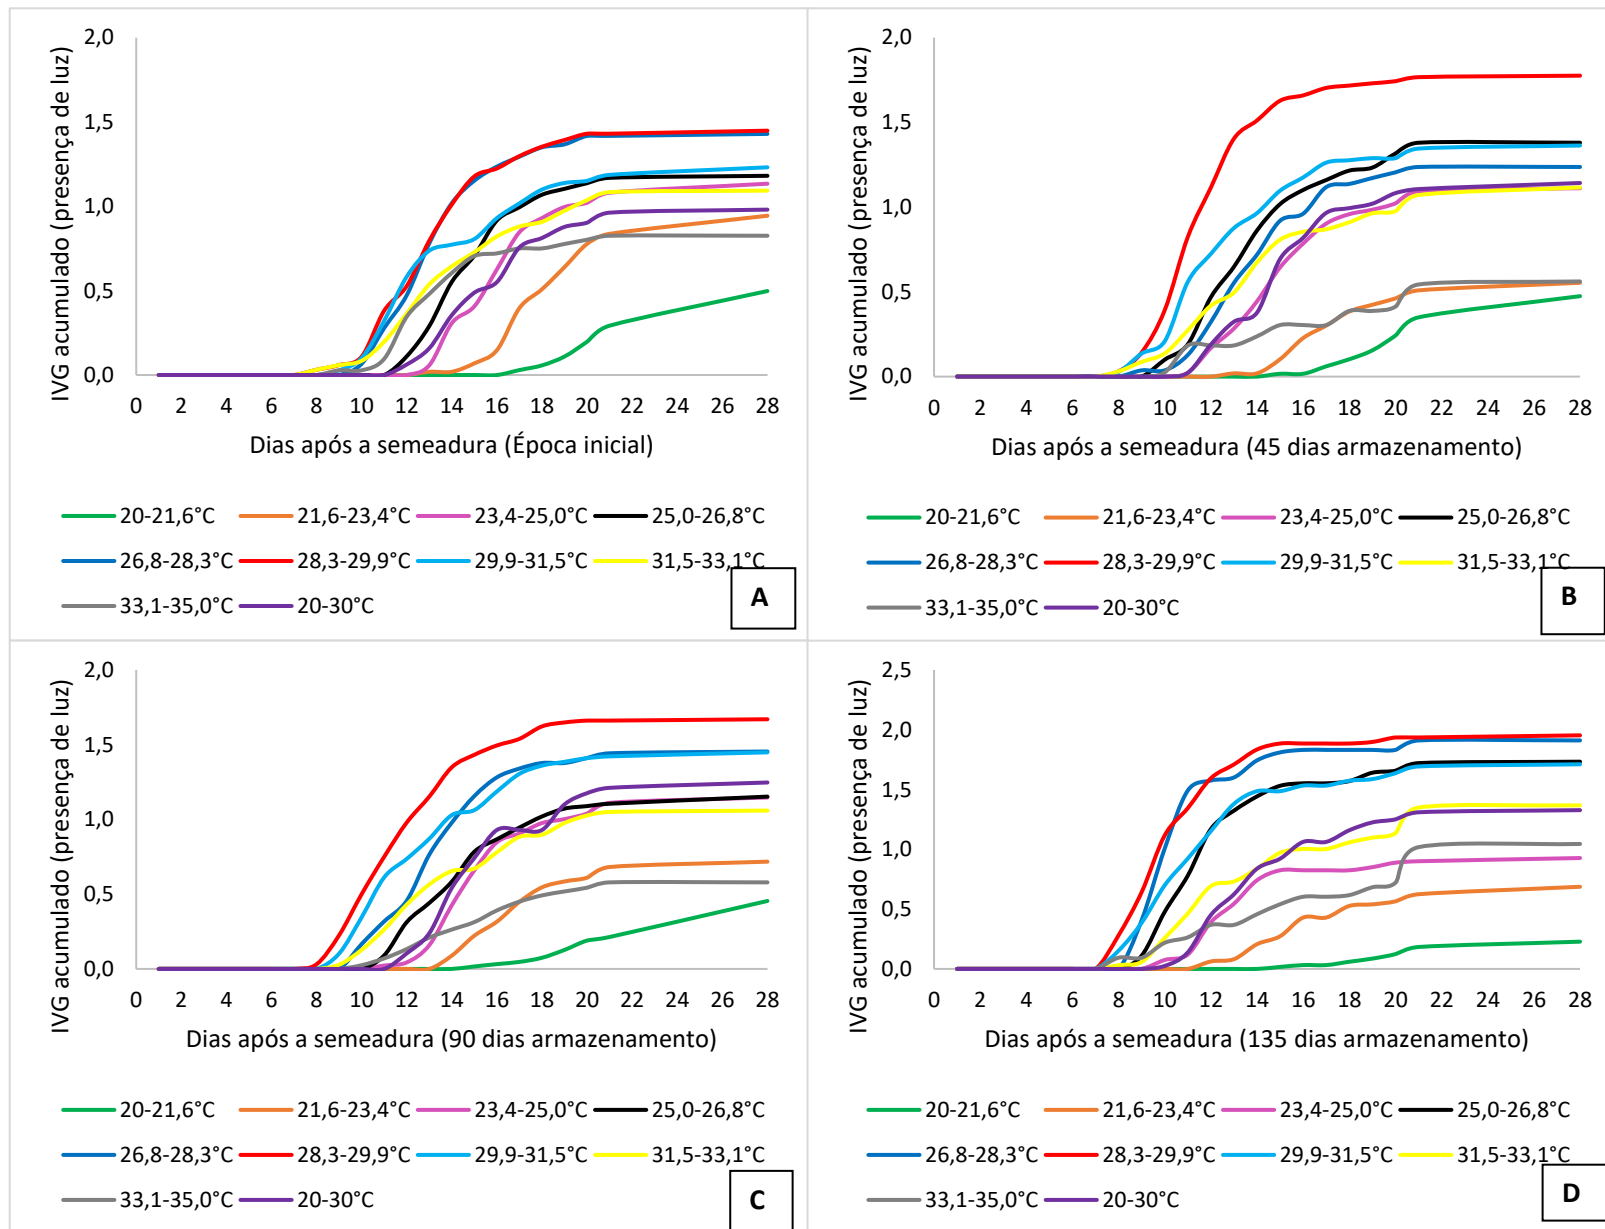 IVG acumulado (presença de luz)
2,0
1,5
1,0
0,5
0,0
0 2 4 6 8 10 12 14 16 18 20 22 24 26 28
Dias após a semeadura (Época inicial)
20-21,6°C 21,6-23,4°C 23,4-25,0°C 25,0-26,8°C
26,8-28,3°C 28,3-29,9°C 29,9-31,5°C 31,5-33,1°C
33,1-35,0°C 20-30°C
A
IVG acumulado (presença de luz)
2,0
1,5
1,0
0,5
0,0
0 2 4 6 8 10 12 14 16 18 20 22 24 26 28
Dias após a semeadura (45 dias armazenamento)
20-21,6°C 21,6-23,4°C 23,4-25,0°C 25,0-26,8°C
26,8-28,3°C 28,3-29,9°C 29,9-31,5°C 31,5-33,1°C
33,1-35,0°C 20-30°C
B
IVG acumulado (presença de luz)
2,0
1,5
1,0
0,5
0,0
0 2 4 6 8 10 12 14 16 18 20 22 24 26 28
Dias após a semeadura (90 dias armazenamento)
20-21,6°C 21,6-23,4°C 23,4-25,0°C 25,0-26,8°C
26,8-28,3°C 28,3-29,9°C 29,9-31,5°C 31,5-33,1°C
33,1-35,0°C 20-30°C
C
IVG acumulado (presença de luz)
2,5
2,0
1,5
1,0
0,5
0,0
0 2 4 6 8 10 12 14 16 18 20 22 24 26 28
Dias após a semeadura (135 dias armazenamento)
20-21,6°C 21,6-23,4°C 23,4-25,0°C 25,0-26,8°C
26,8-28,3°C 28,3-29,9°C 29,9-31,5°C 31,5-33,1°C
33,1-35,0°C 20-30°C
D